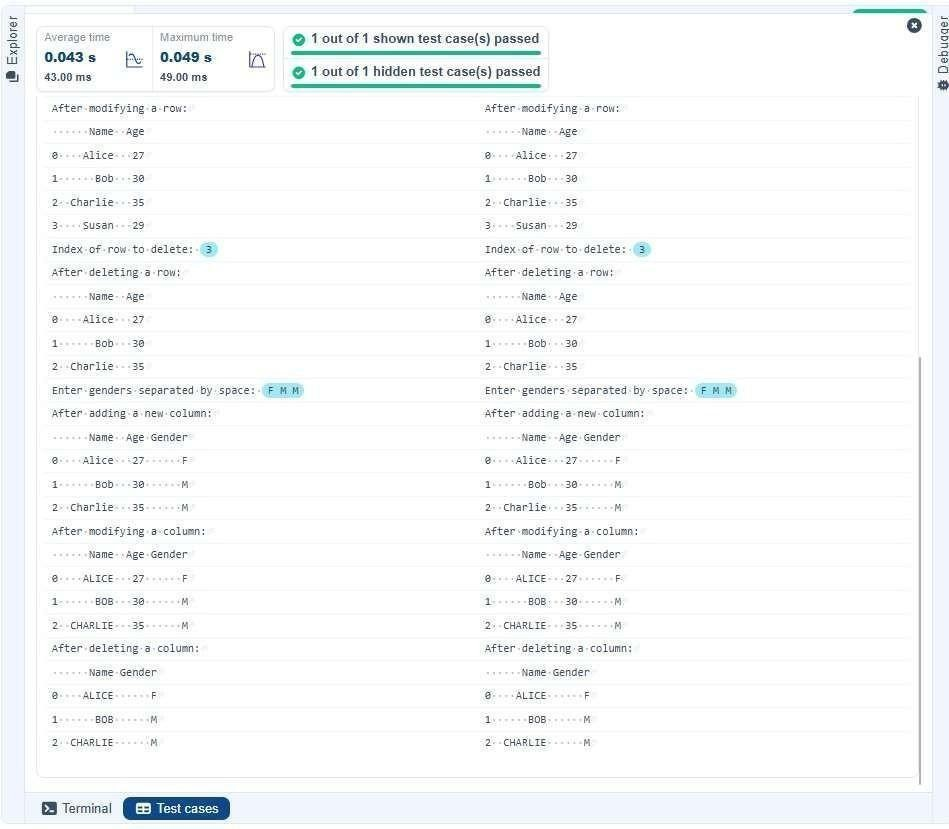 Explorer
Debugger
Average time
0.043 s
43.00 ms
Maximum time
0.049 s
49.00 ms
1 out of 1 shown test case(s) passed
1 out of 1 hidden test case(s) passed
After·modifying·a·row:
······Name··Age
0····Alice···27
1······Bob···30
2··Charlie···35
3····Susan···29
Index·of·row·to·delete:·3
After·deleting·a·row:
······Name··Age
0····Alice···27
1······Bob···30
2··Charlie···35
Enter·genders·separated·by·space:·F M M
After·adding·a·new·column:
······Name··Age·Gender
0····Alice···27······F
1······Bob···30······M
2··Charlie···35······M
After·modifying·a·column:
······Name··Age·Gender
0····ALICE···27······F
1······BOB···30······M
2··CHARLIE···35······M
After·deleting·a·column:
······Name·Gender
0····ALICE······F
1······BOB······M
2··CHARLIE······M
After·modifying·a·row:
······Name··Age
0····Alice···27
1······Bob···30
2··Charlie···35
3····Susan···29
Index·of·row·to·delete:·3
After·deleting·a·row:
······Name··Age
0····Alice···27
1······Bob···30
2··Charlie···35
Enter·genders·separated·by·space:·F M M
After·adding·a·new·column:
······Name··Age·Gender
0····Alice···27······F
1······Bob···30······M
2··Charlie···35······M
After·modifying·a·column:
······Name··Age·Gender
0····ALICE···27······F
1······BOB···30······M
2··CHARLIE···35······M
After·deleting·a·column:
······Name·Gender
0····ALICE······F
1······BOB······M
2··CHARLIE······M
Terminal
Test cases